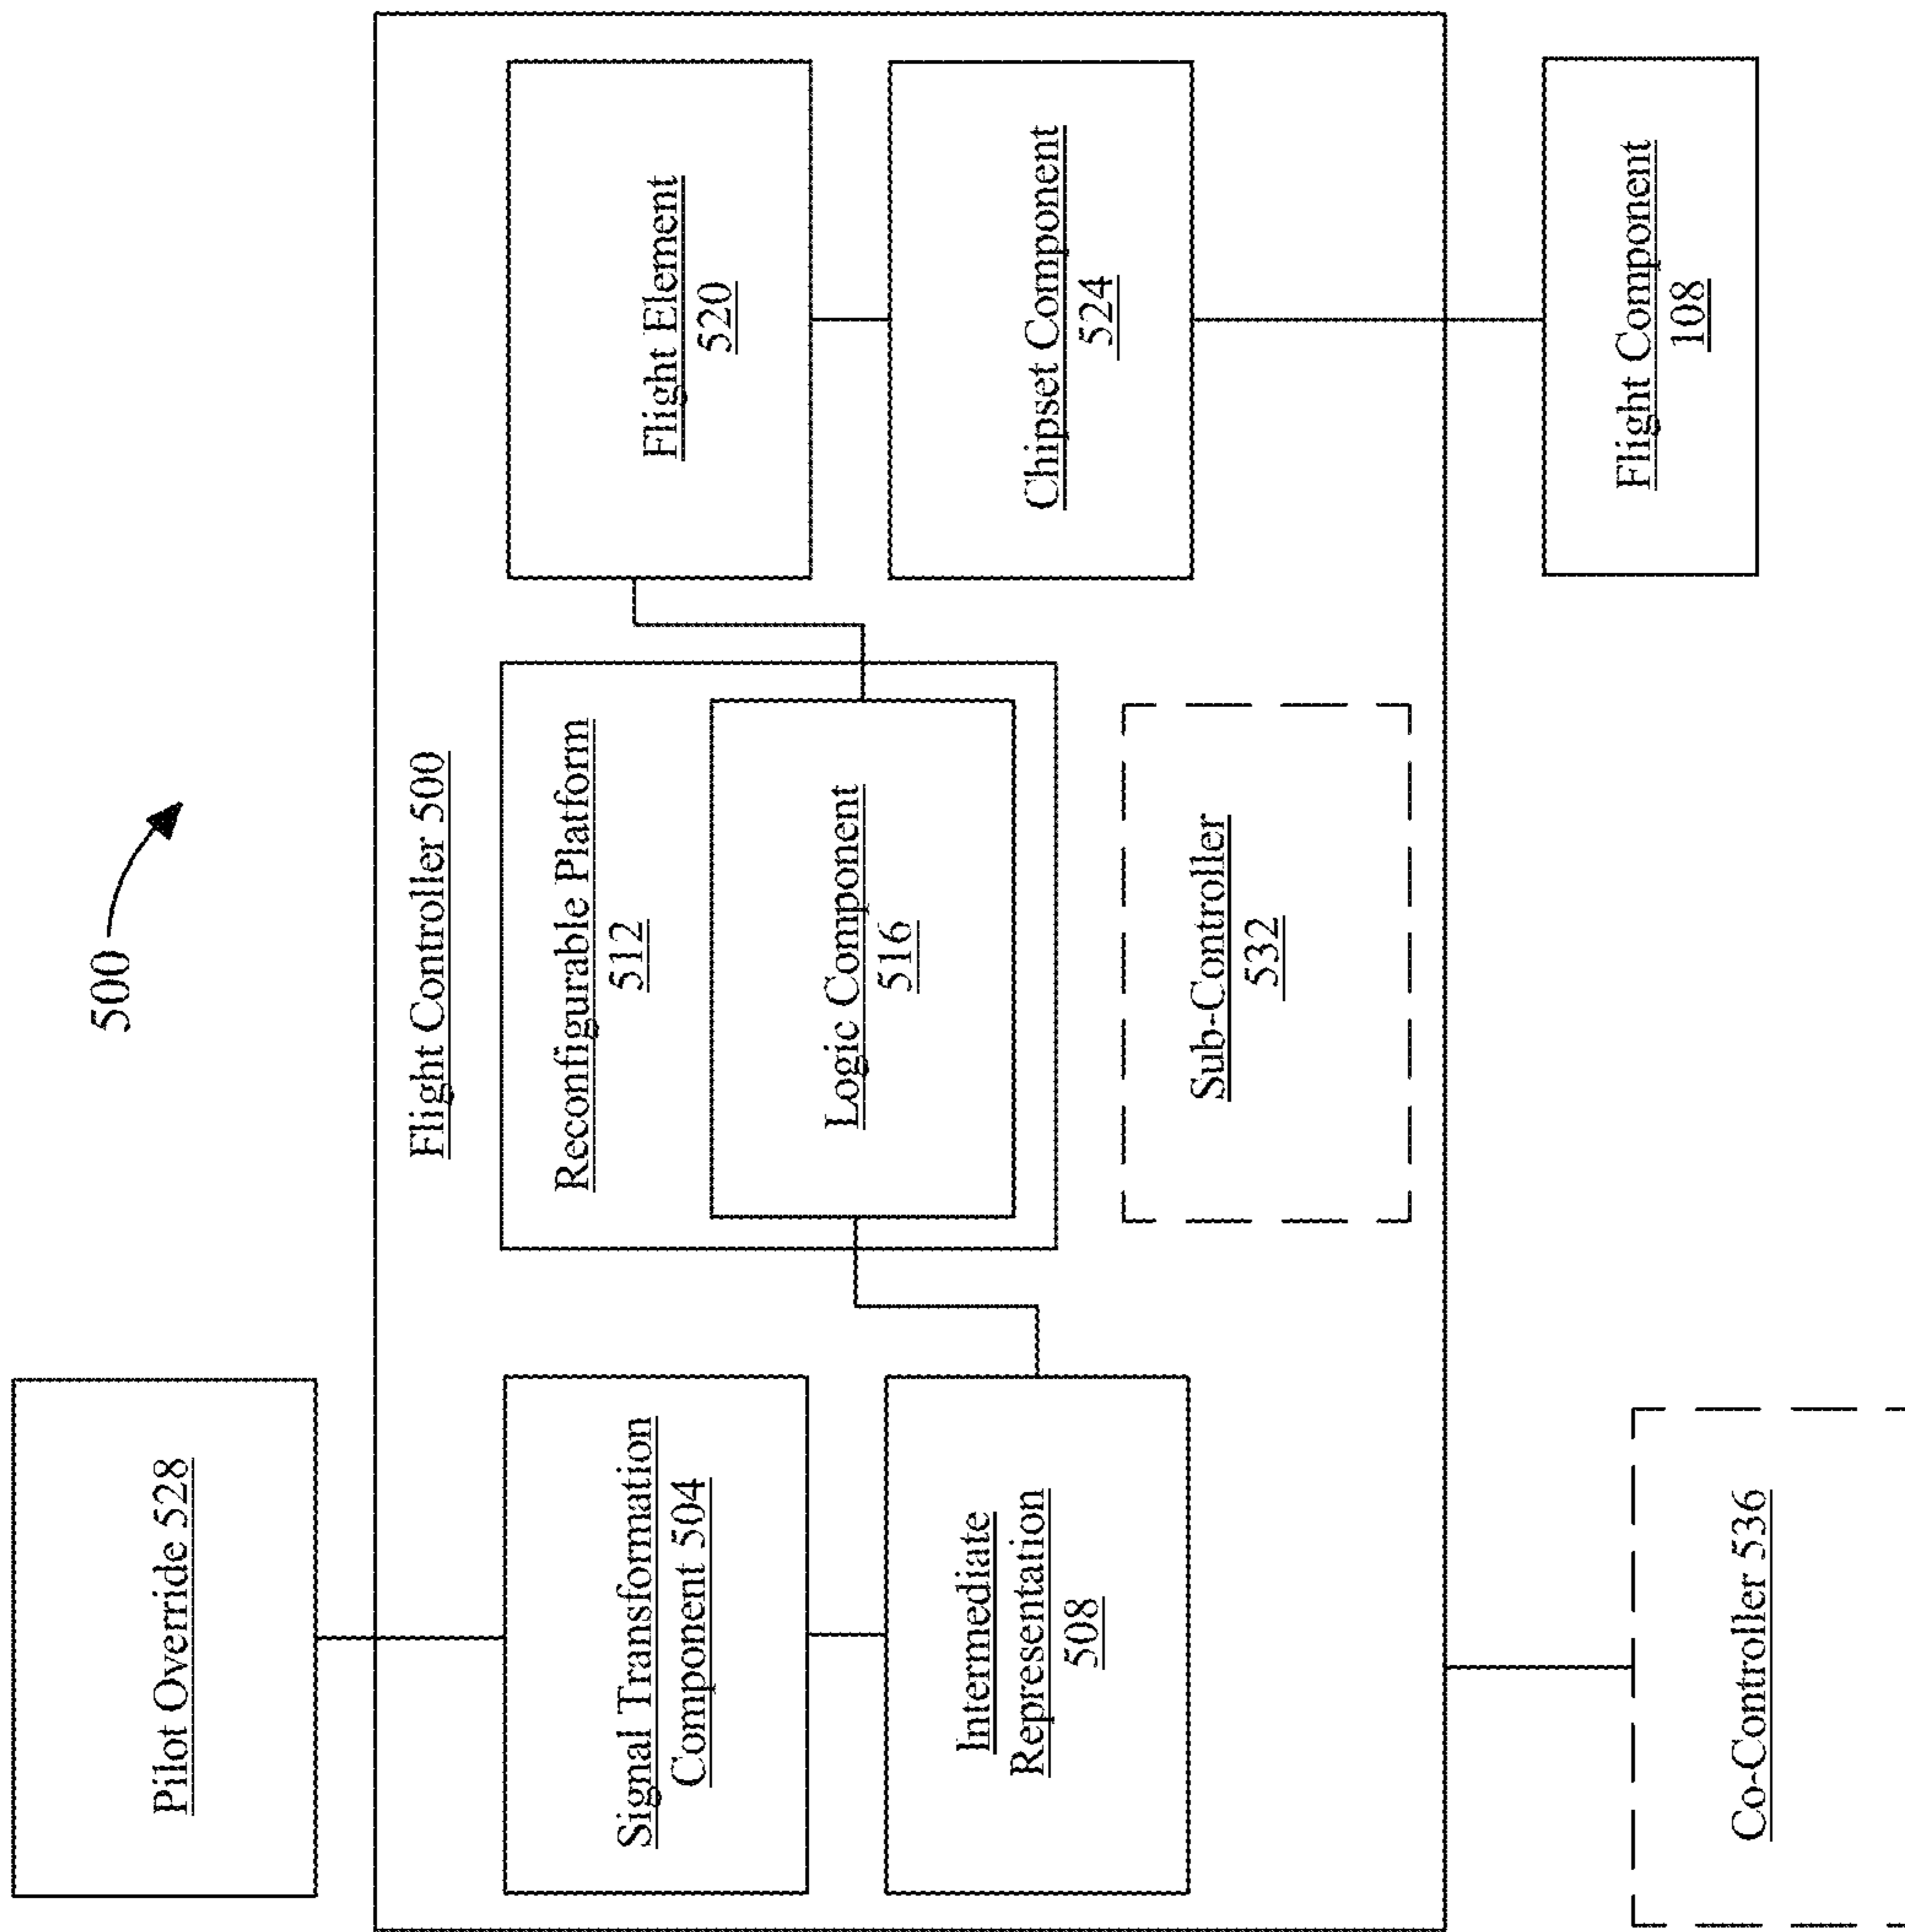 500
Pilot Override 528
Flight Controller 500
Signal Transformation
Component 504
Reconfigurable Platform
512
Flight Element
520
Intermediate
Representation
508
Logic Component
516
Chipset Component
524
Sub-Controller
532
Co-Controller 536
Flight Component
108